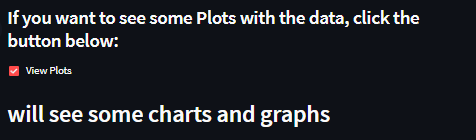 If you want to see some Plots with the data, click the
button below:
View Plots
will see some charts and graphs